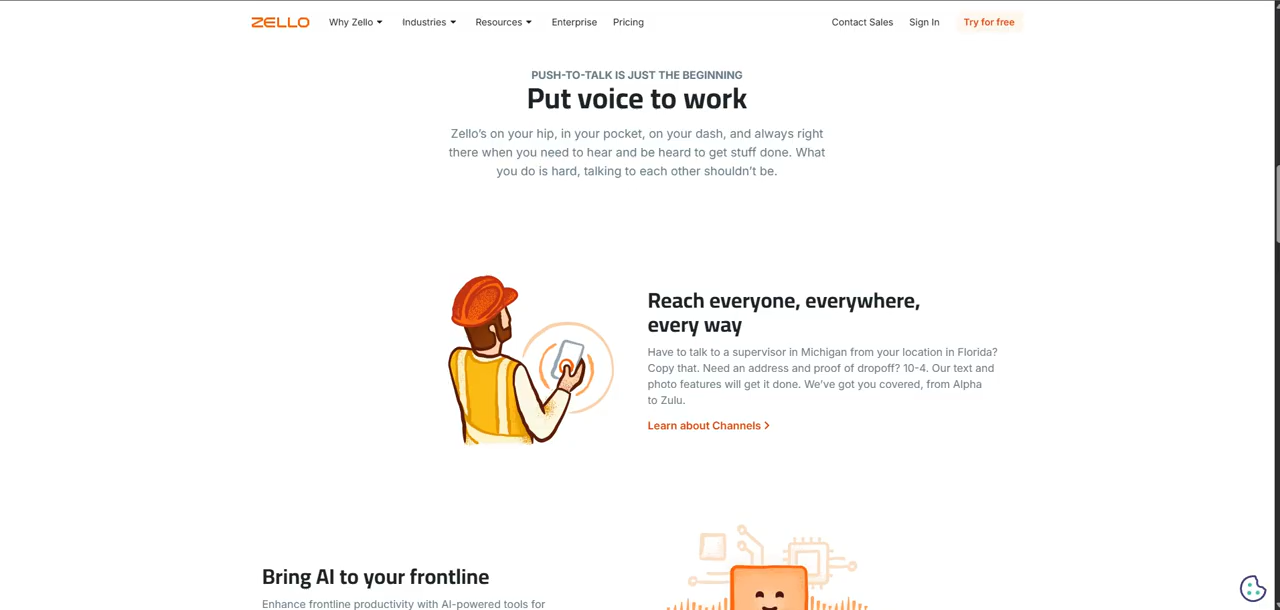 ZELLO Why Zello Industries Resources Enterprise Pricing Contact Sales Sign In Try for free
PUSH-TO-TALK IS JUST THE BEGINNING
Put voice to work
Zello’s on your hip, in your pocket, on your dash, and always right
there when you need to hear and be heard to get stuff done. What
you do is hard, talking to each other shouldn’t be.
Reach everyone, everywhere,
every way
Have to talk to a supervisor in Michigan from your location in Florida?
Copy that. Need an address and proof of dropoff? 10-4. Our text and
photo features will get it done. We’ve got you covered, from Alpha
to Zulu.
Learn about Channels
Bring AI to your frontline
Enhance frontline productivity with AI-powered tools for